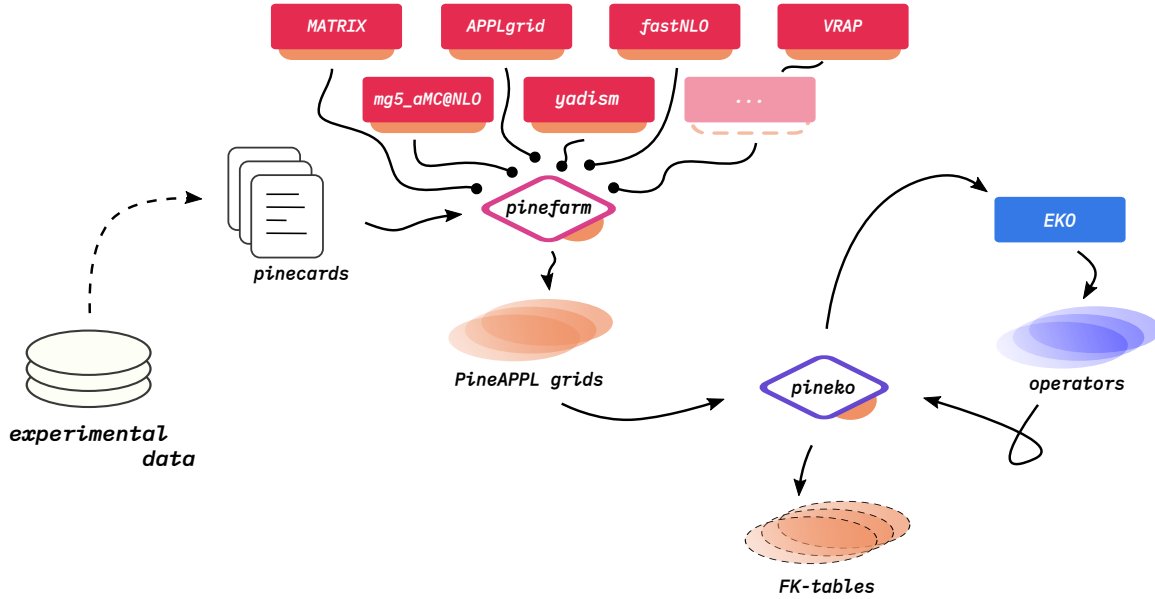 MATRIX
APPLgrid
fastNLO
VRAP
mg5_aMC@NLO
yadism
...
pinefarm
pinecards
EKO
PineAPPL grids
pineko
operators
experimental
data
FK-tables